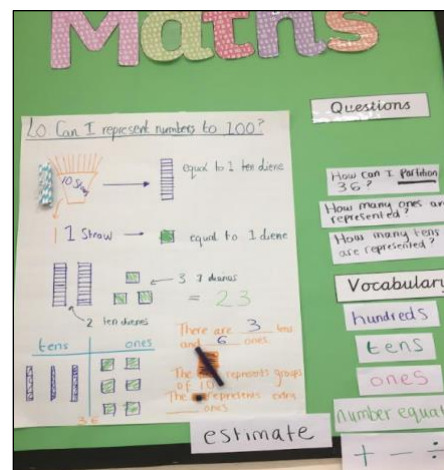 Maths
LO Can I represent numbers to 100?
10 straws
equal to 1 ten diene
1 1 Straw
equal to 1 diene
3 1 dienes
= 23
2 ten dienes
tens ones
36
There are 3 tens
and 6 ones.
The represents groups
of 10
The represents extra
ones
Questions
How can I partition
36?
How many ones are
represented?
How many tens
are represented?
Vocabulary
hundreds
tens
ones
number equa
estimate
+ - ÷